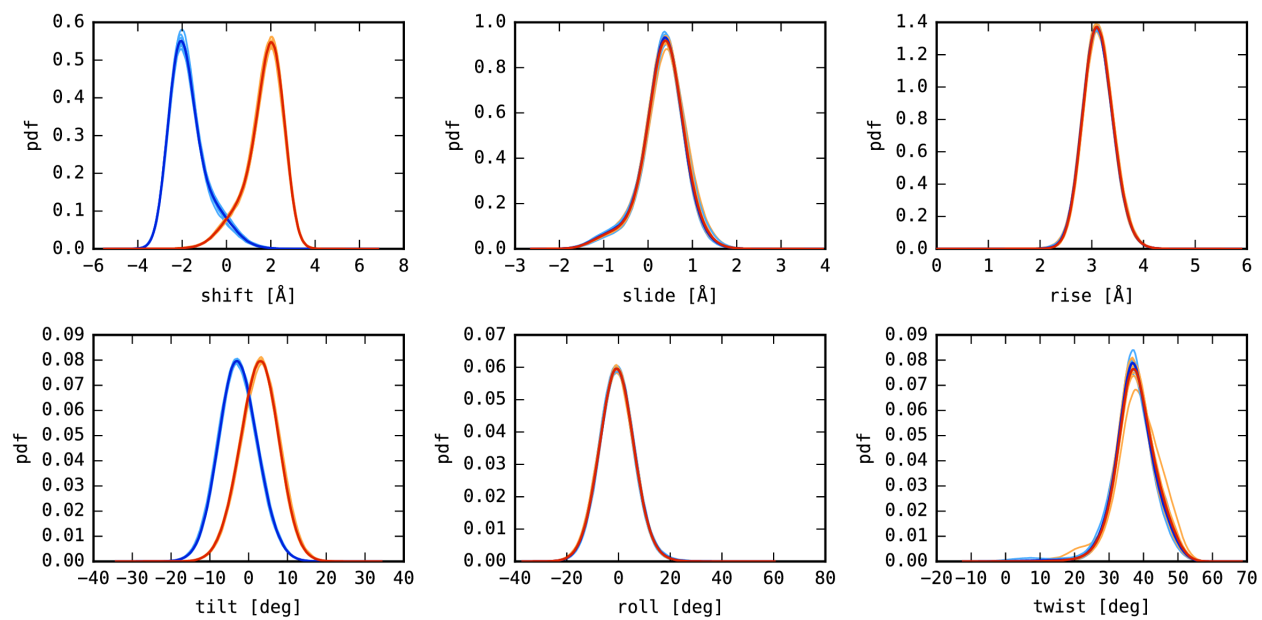 0.6
0.5
0.4
0.3
0.2
0.1
0.0
pdf
−6 −4 −2 0 2 4 6 8
shift [Å]
1.0
0.8
0.6
0.4
0.2
0.0
pdf
−3 −2 −1 0 1 2 3 4
slide [Å]
1.4
1.2
1.0
0.8
0.6
0.4
0.2
0.0
pdf
0 1 2 3 4 5 6
rise [Å]
0.09
0.08
0.07
0.06
0.05
0.04
0.03
0.02
0.01
0.00
pdf
−40 −30 −20 −10 0 10 20 30 40
tilt [deg]
0.07
0.06
0.05
0.04
0.03
0.02
0.01
0.00
pdf
−40 −20 0 20 40 60 80
roll [deg]
0.09
0.08
0.07
0.06
0.05
0.04
0.03
0.02
0.01
0.00
pdf
−20 −10 0 10 20 30 40 50 60 70
twist [deg]